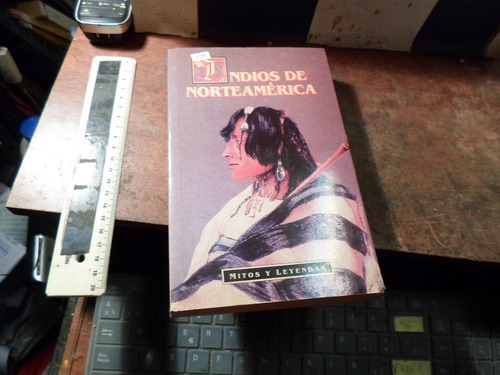 INDIOS DE
NORTEAMÉRICA
MITOS Y LEYENDAS